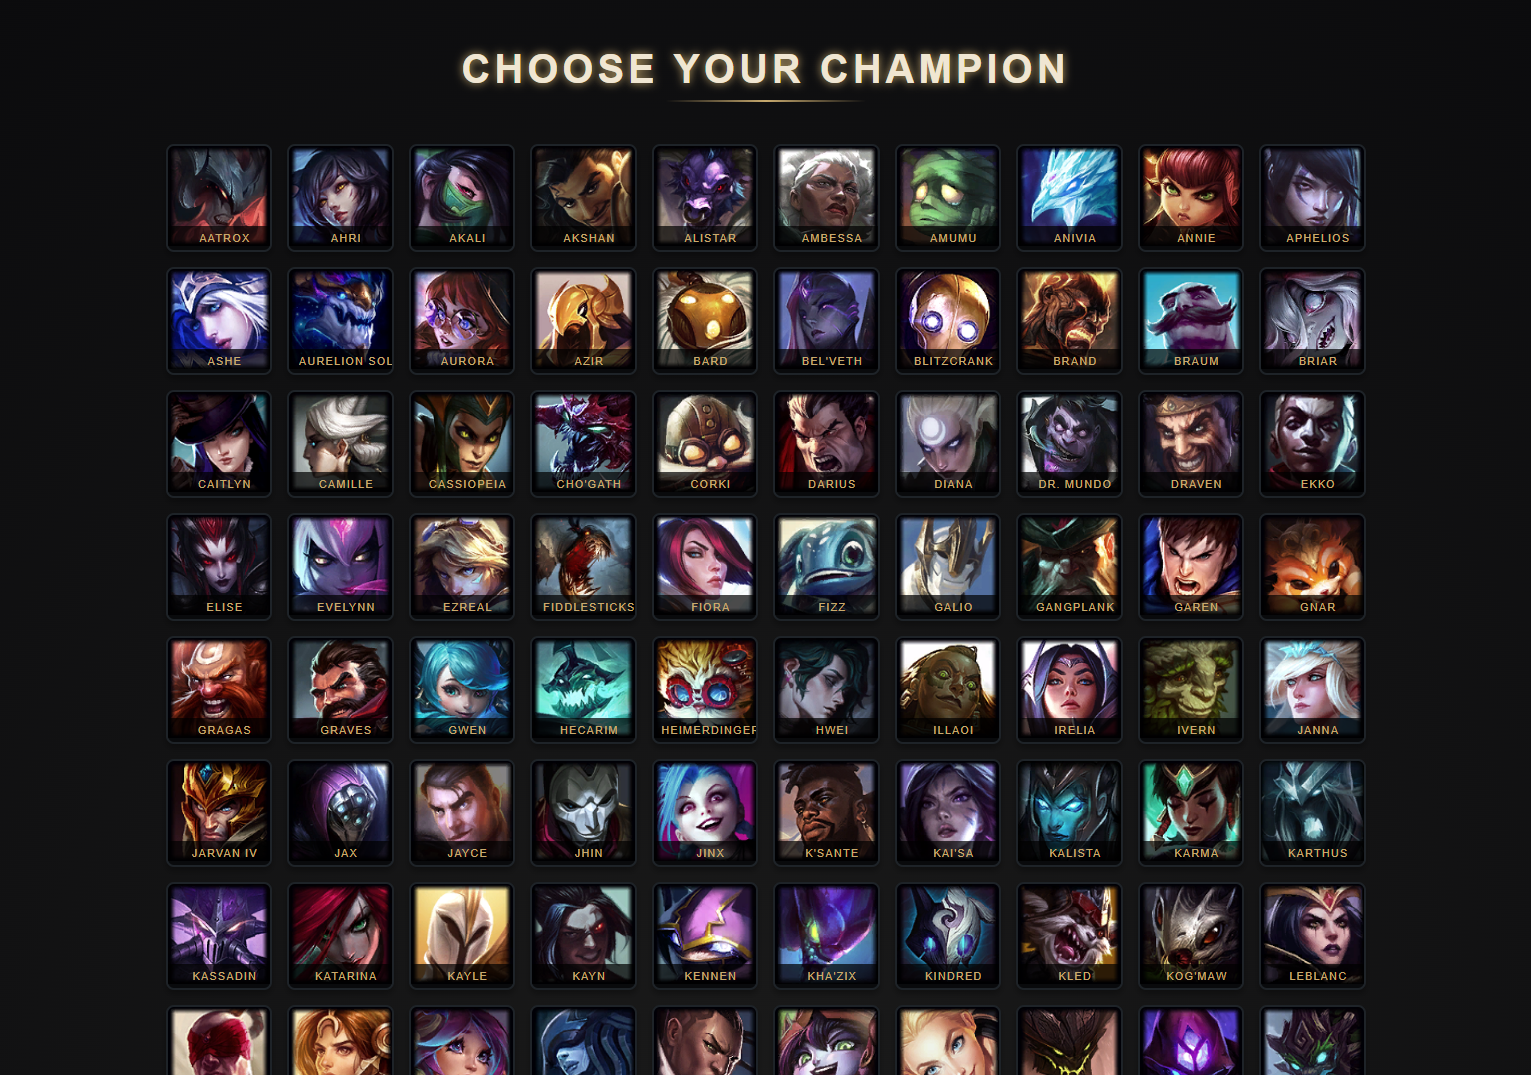 CHOOSE YOUR CHAMPION
AATROX AHRI AKALI AKSHAN ALISTAR AMBESSA AMUMU ANIVIA ANNIE APHELIOS
ASHE AURELION SOL AURORA AZIR BARD BEL'VETH BLITZCRANK BRAND BRAUM BRIAR
CAITLYN CAMILLE CASSIOPEIA CHO'GATH CORKI DARIUS DIANA DR. MUNDO DRAVEN EKKO
ELISE EVELYNN EZREAL FIDDLESTICKS FIORA FIZZ GALIO GANGPLANK GAREN GNAR
GRAGAS GRAVES GWEN HECARIM HEIMERDINGER HWEI ILLAOI IRELIA IVERN JANNA
JARVAN IV JAX JAYCE JHIN JINX K'SANTE KAI'SA KALISTA KARMA KARTHUS
KASSADIN KATARINA KAYLE KAYN KENNEN KHA'ZIX KINDRED KLED KOG'MAW LEBLANC